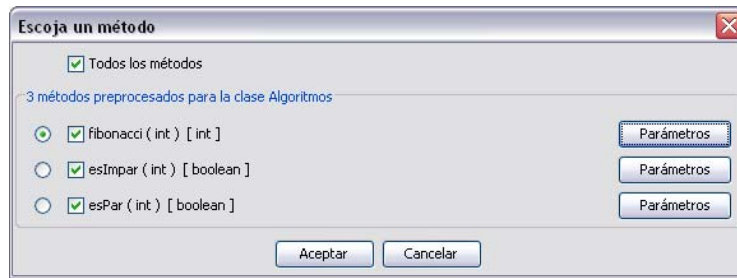 Escoja un método
Todos los métodos
3 métodos preprocesados para la clase Algoritmos
fibonacci ( int ) [ int ] Parámetros
esImpar ( int ) [ boolean ] Parámetros
esPar ( int ) [ boolean ] Parámetros
Aceptar Cancelar